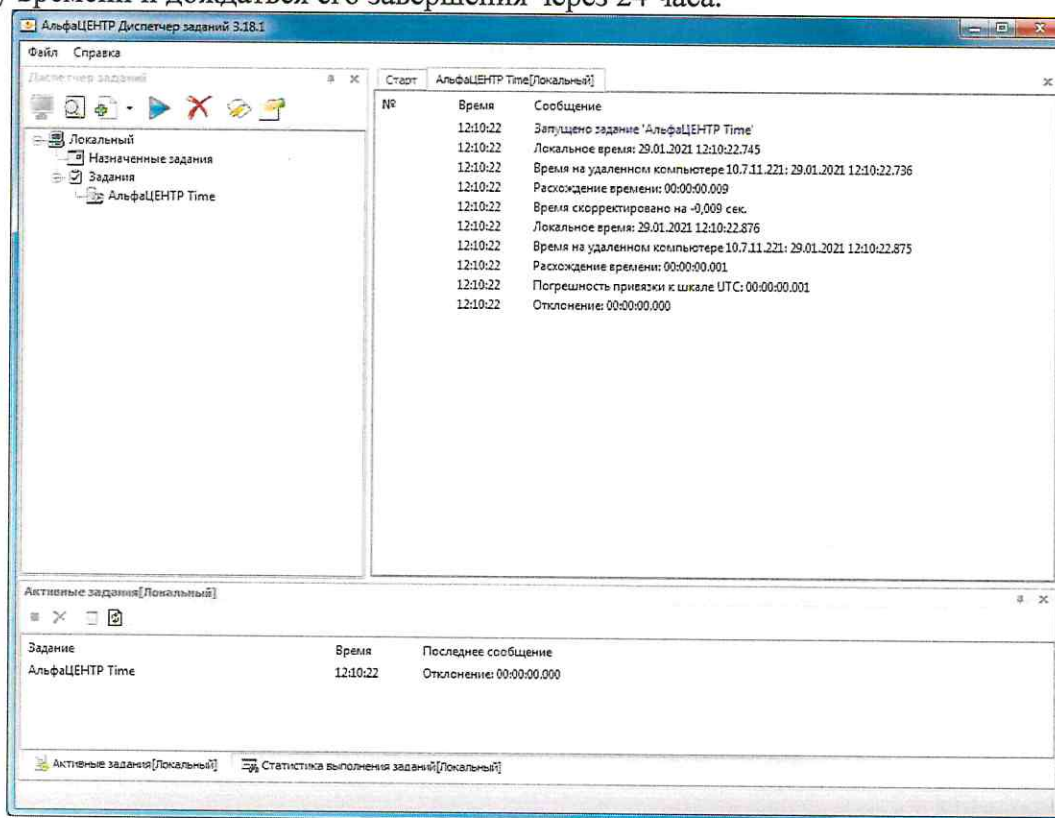 времени и дождаться его завершения через 24 часа.
АльфаЦЕНТР Диспетчер заданий 3.18.1
Файл Справка
Диспетчер заданий
Локальный
Назначенные задания
Задания
АльфаЦЕНТР Time
Старт АльфаЦЕНТР Time[Локальный]
№ Время Сообщение
12:10:22 Запущено задание 'АльфаЦЕНТР Time'
12:10:22 Локальное время: 29.01.2021 12:10:22.745
12:10:22 Время на удаленном компьютере 10.7.11.221: 29.01.2021 12:10:22.736
12:10:22 Расхождение времени: 00:00:00.009
12:10:22 Время скорректировано на -0,009 сек.
12:10:22 Локальное время: 29.01.2021 12:10:22.876
12:10:22 Время на удаленном компьютере 10.7.11.221: 29.01.2021 12:10:22.875
12:10:22 Расхождение времени: 00:00:00.001
12:10:22 Погрешность привязки к шкале UTC: 00:00:00.001
12:10:22 Отклонение: 00:00:00.000
Активные задания[Локальный]
Задание Время Последнее сообщение
АльфаЦЕНТР Time 12:10:22 Отклонение: 00:00:00.000
Активные задания[Локальный] Статистика выполнения заданий[Локальный]